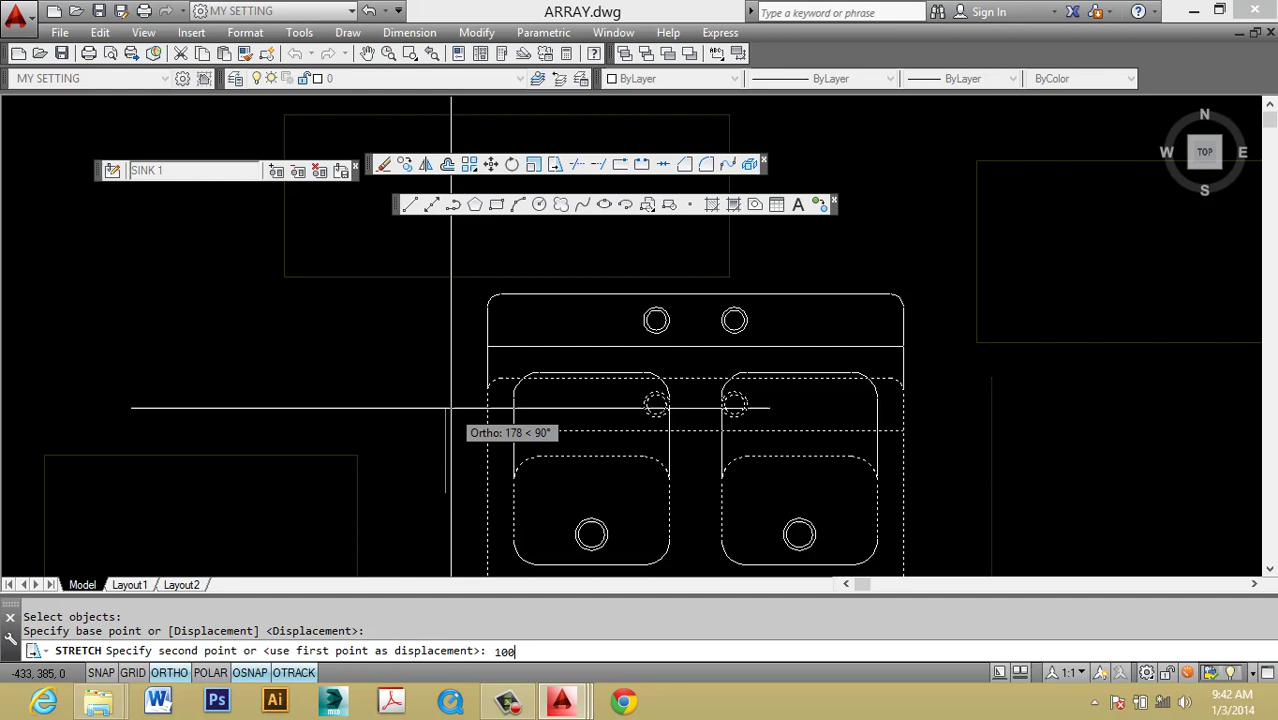 MY SETTING
ARRAY.dwg
Type a keyword or phrase
Sign In
File Edit View Insert Format Tools Draw Dimension Modify Parametric Window Help Express
MY SETTING
0
ByLayer
ByLayer
ByLayer
ByColor
SINK 1
N
W TOP E
S
Ortho: 178 < 90°
Model Layout1 Layout2
Select objects:
Specify base point or [Displacement] <Displacement>:
STRETCH Specify second point or <use first point as displacement>: 100
-433, 385, 0
SNAP GRID ORTHO POLAR OSNAP OTRACK
1:1
9:42 AM
1/3/2014